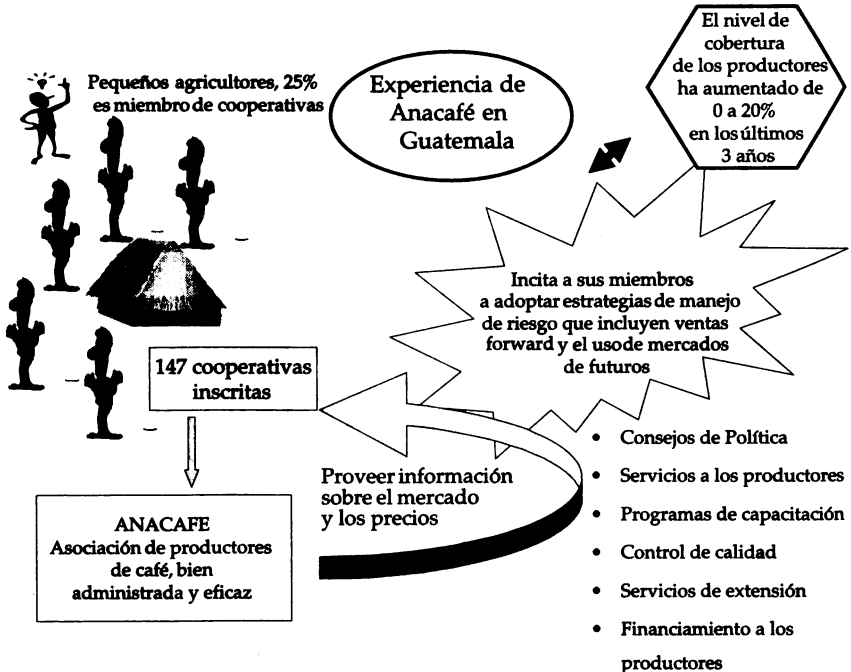 Pequeños agricultores, 25%
es miembro de cooperativas
Experiencia de
Anacafé en
Guatemala
El nivel de
cobertura
de los productores
ha aumentado de
0 a 20%
en los últimos
3 años
Incita a sus miembros
a adoptar estrategias de manejo
de riesgo que incluyen ventas
forward y el uso de mercados
de futuros
147 cooperativas
inscritas
ANACAFE
Asociación de productores
de café, bien
administrada y eficaz
Proveer información
sobre el mercado
y los precios
• Consejos de Política
• Servicios a los productores
• Programas de capacitación
• Control de calidad
• Servicios de extensión
• Financiamiento a los
productores